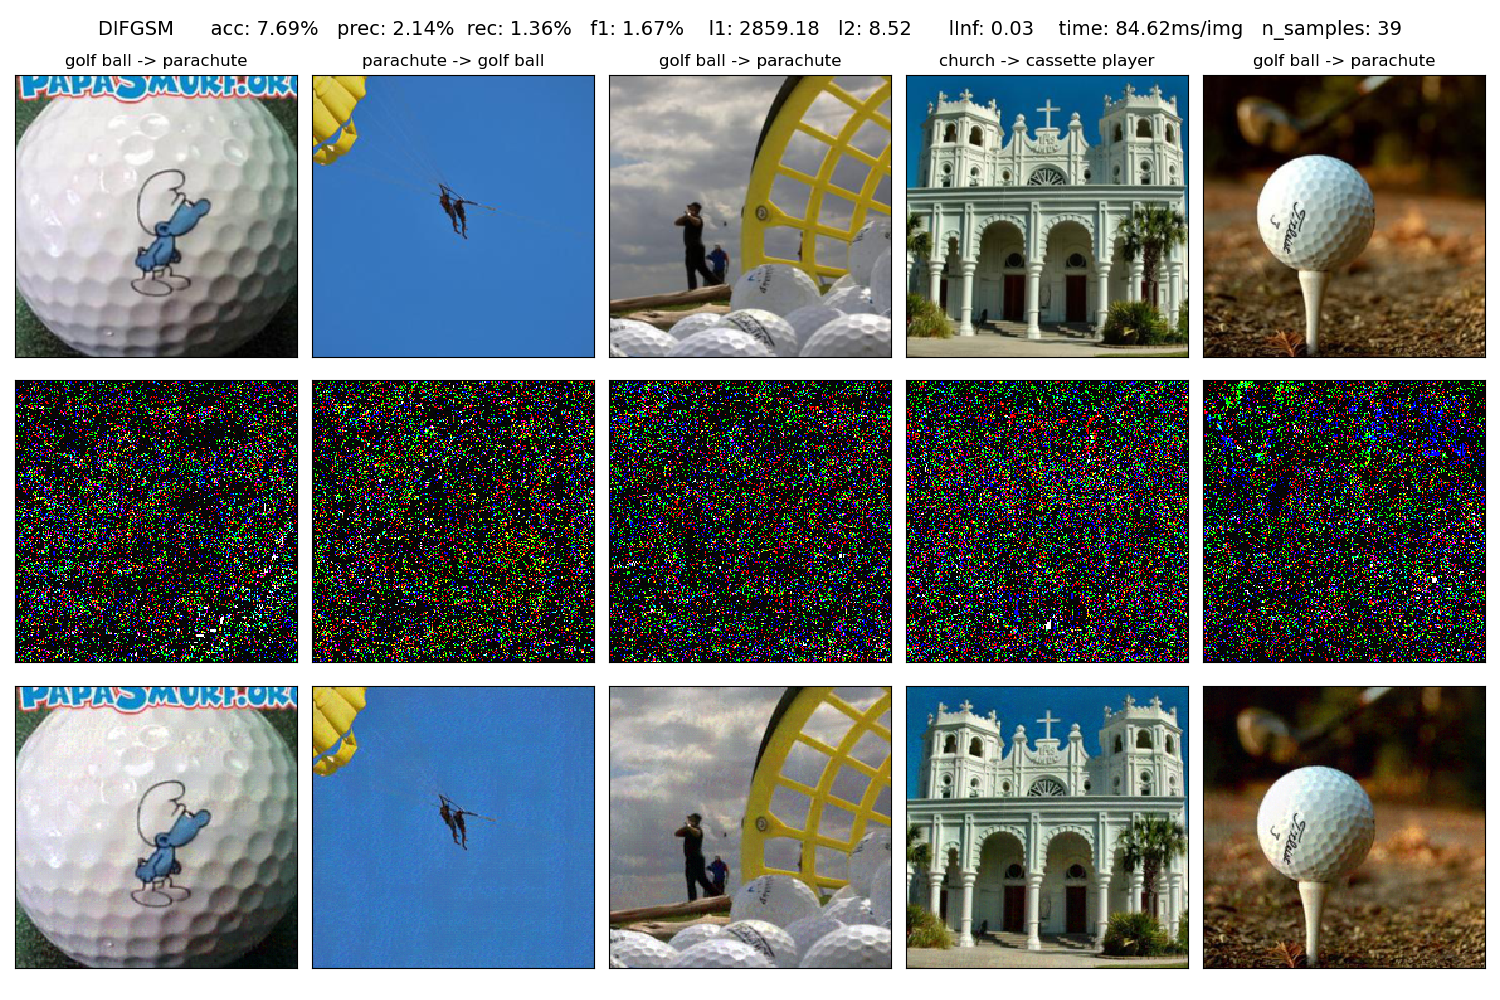 DIFGSM acc: 7.69% prec: 2.14% rec: 1.36% f1: 1.67% l1: 2859.18 l2: 8.52 lInf: 0.03 time: 84.62ms/img n_samples: 39
golf ball -> parachute parachute -> golf ball golf ball -> parachute church -> cassette player golf ball -> parachute
PAPASMURF.ORG
PAPASMURF.ORG